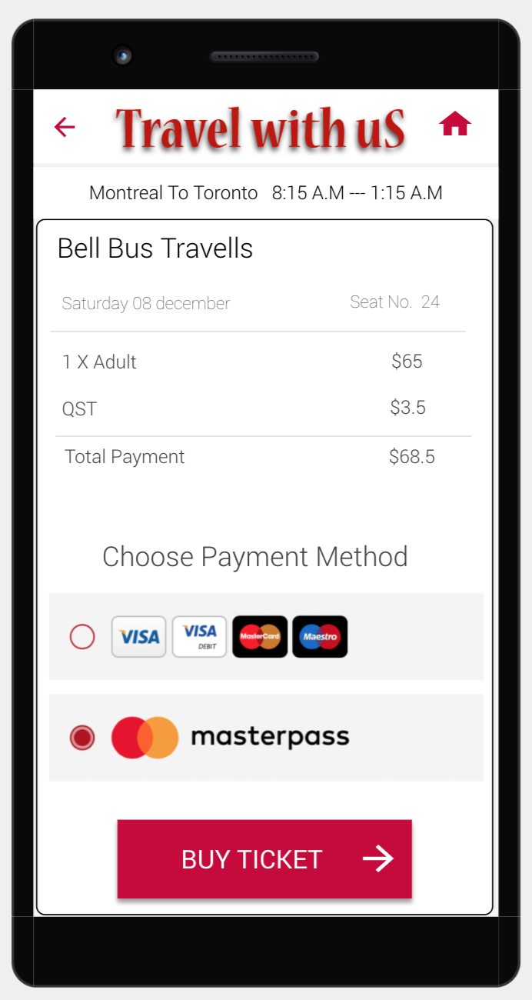 Travel with uS
Montreal To Toronto 8:15 A.M --- 1:15 A.M
Bell Bus Travells
Saturday 08 december Seat No. 24
1 X Adult $65
QST $3.5
Total Payment $68.5
Choose Payment Method
VISA VISA DEBIT MasterCard Maestro
masterpass
BUY TICKET